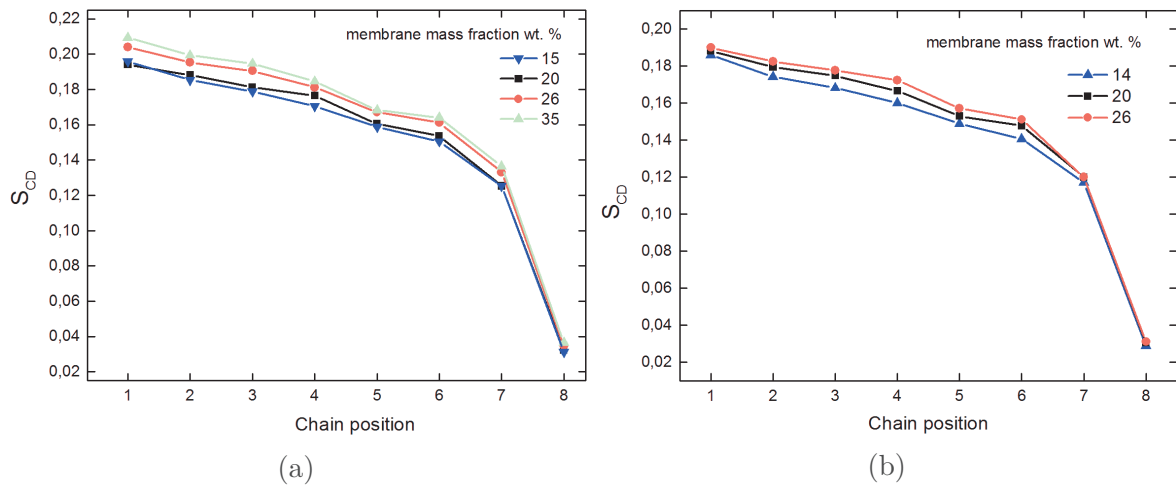 0,22
0,20
0,18
0,16
0,14
0,12
0,10
0,08
0,06
0,04
0,02
S_CD
membrane mass fraction wt. %
15
20
26
35
1 2 3 4 5 6 7 8
Chain position
(a)
0,20
0,18
0,16
0,14
0,12
0,10
0,08
0,06
0,04
0,02
S_CD
membrane mass fraction wt. %
14
20
26
1 2 3 4 5 6 7 8
Chain position
(b)